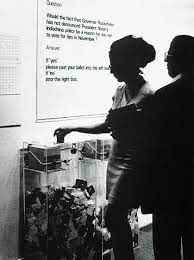 Question:
Would the fact that Governor Rockefeller
has not denounced President Nixon's
Indochina policy be a reason for you not
to vote for him in November?
Answer:
If 'yes'
please cast your ballot into the left box
if 'no'
into the right box.